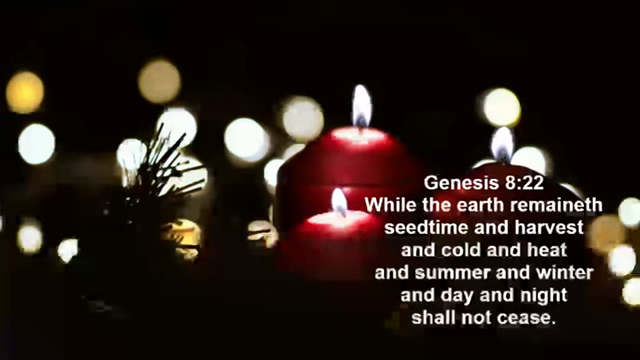 Genesis 8:22
While the earth remaineth
seedtime and harvest
and cold and heat
and summer and winter
and day and night
shall not cease.